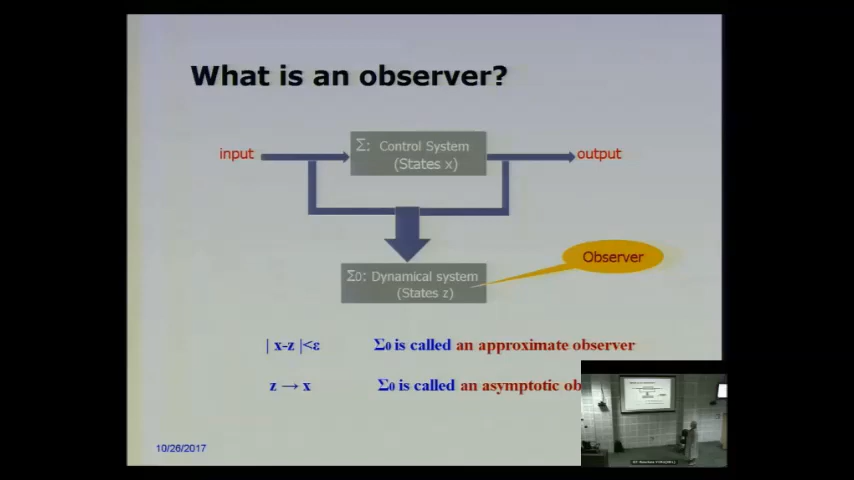 What is an observer?
input
Σ: Control System
(States x)
output
Σ0: Dynamical system
(States z)
Observer
| x-z |<ε Σ0 is called an approximate observer
z → x Σ0 is called an asymptotic ob
10/26/2017